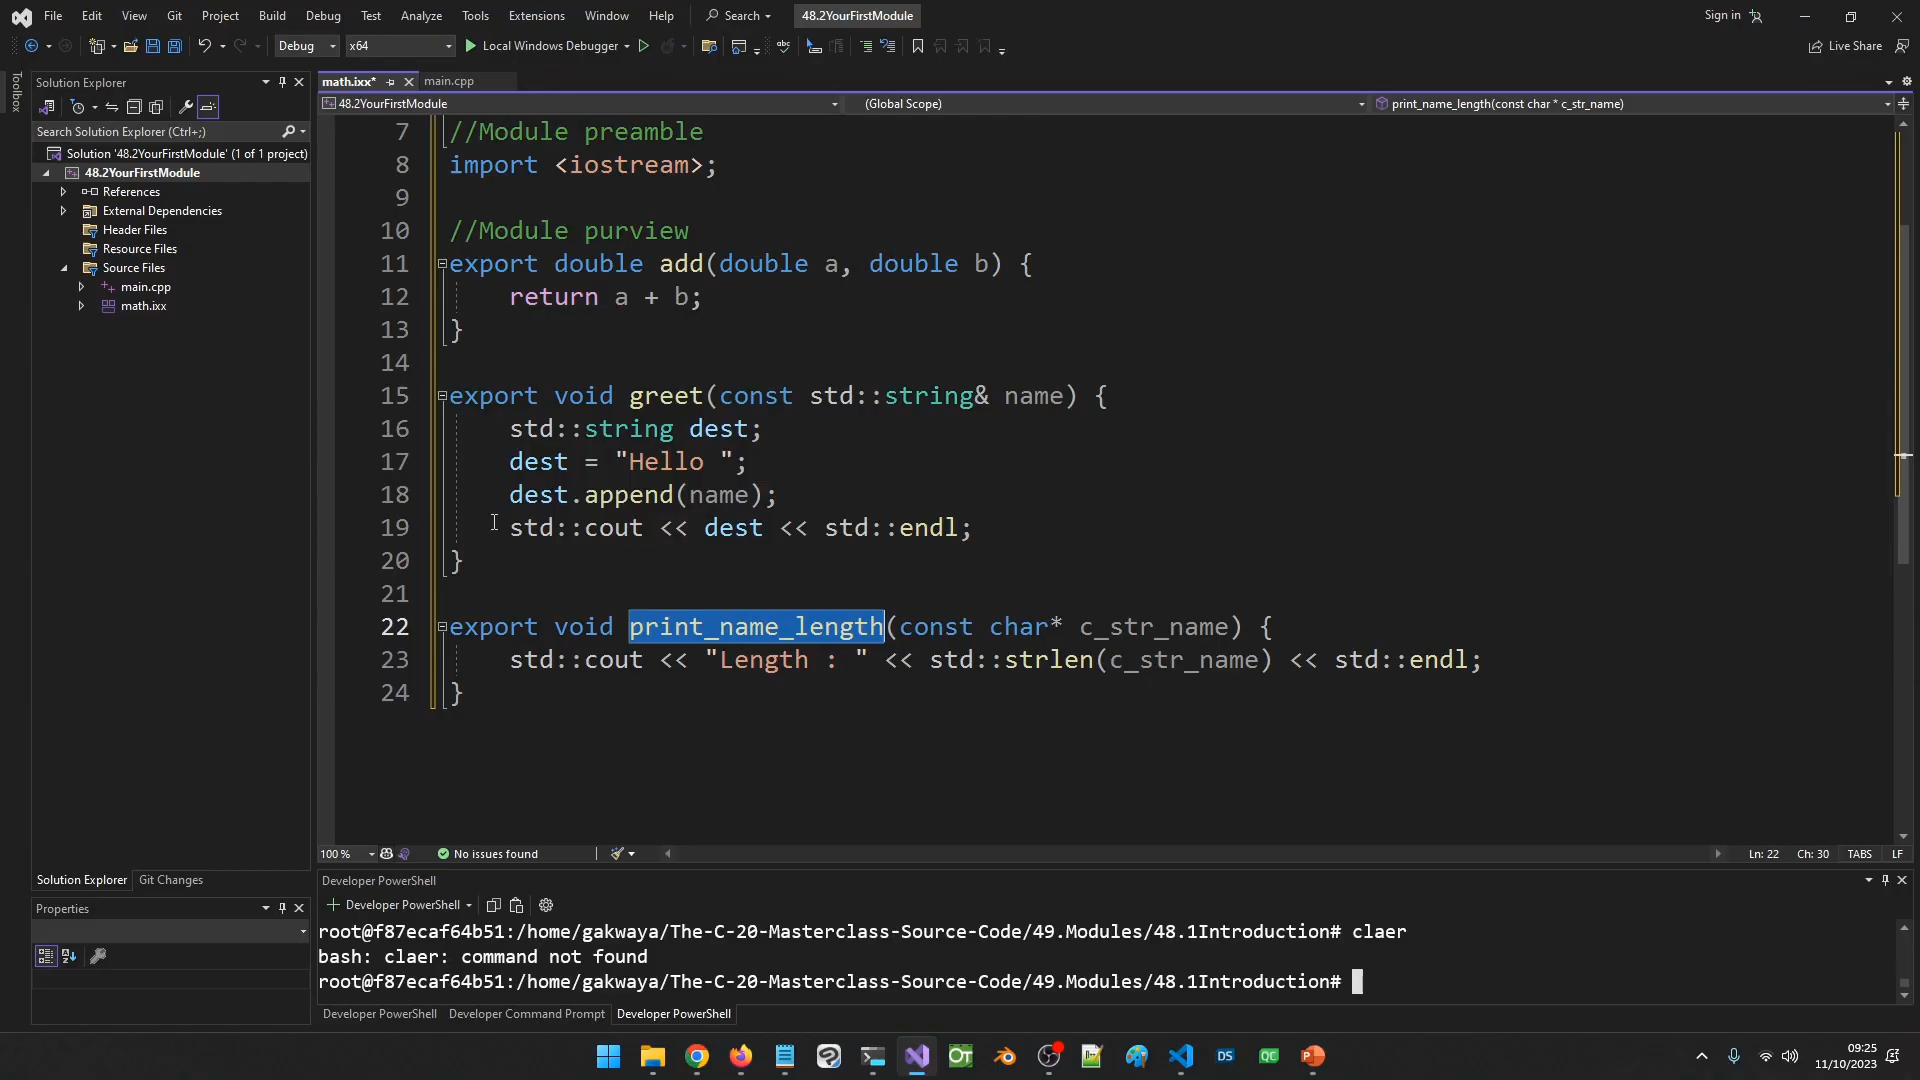 File Edit View Git Project Build Debug Test Analyze Tools Extensions Window Help Search 48.2YourFirstModule Sign in
Debug x64 Local Windows Debugger Live Share
Toolbox
Solution Explorer
Search Solution Explorer (Ctrl+;)
Solution '48.2YourFirstModule' (1 of 1 project)
48.2YourFirstModule
References
External Dependencies
Header Files
Resource Files
Source Files
main.cpp
math.ixx
math.ixx* main.cpp
48.2YourFirstModule (Global Scope) print_name_length(const char * c_str_name)
7 //Module preamble
8 import <iostream>;
9
10 //Module purview
11 export double add(double a, double b) {
12 return a + b;
13 }
14
15 export void greet(const std::string& name) {
16 std::string dest;
17 dest = "Hello ";
18 dest.append(name);
19 std::cout << dest << std::endl;
20 }
21
22 export void print_name_length(const char* c_str_name) {
23 std::cout << "Length : " << std::strlen(c_str_name) << std::endl;
24 }
100 % No issues found Ln: 22 Ch: 30 TABS LF
Solution Explorer Git Changes
Properties
Developer PowerShell
Developer PowerShell
root@f87ecaf64b51:/home/gakwaya/The-C-20-Masterclass-Source-Code/49.Modules/48.1Introduction# claer
bash: claer: command not found
root@f87ecaf64b51:/home/gakwaya/The-C-20-Masterclass-Source-Code/49.Modules/48.1Introduction#
Developer PowerShell Developer Command Prompt Developer PowerShell
OT DS QC P
09:25
11/10/2023